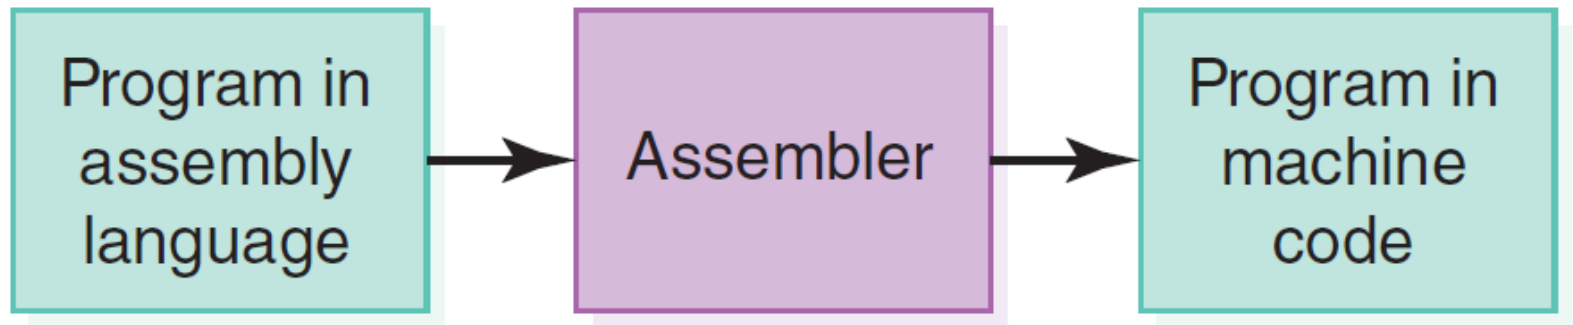 Program in
assembly
language
Assembler
Program in
machine
code